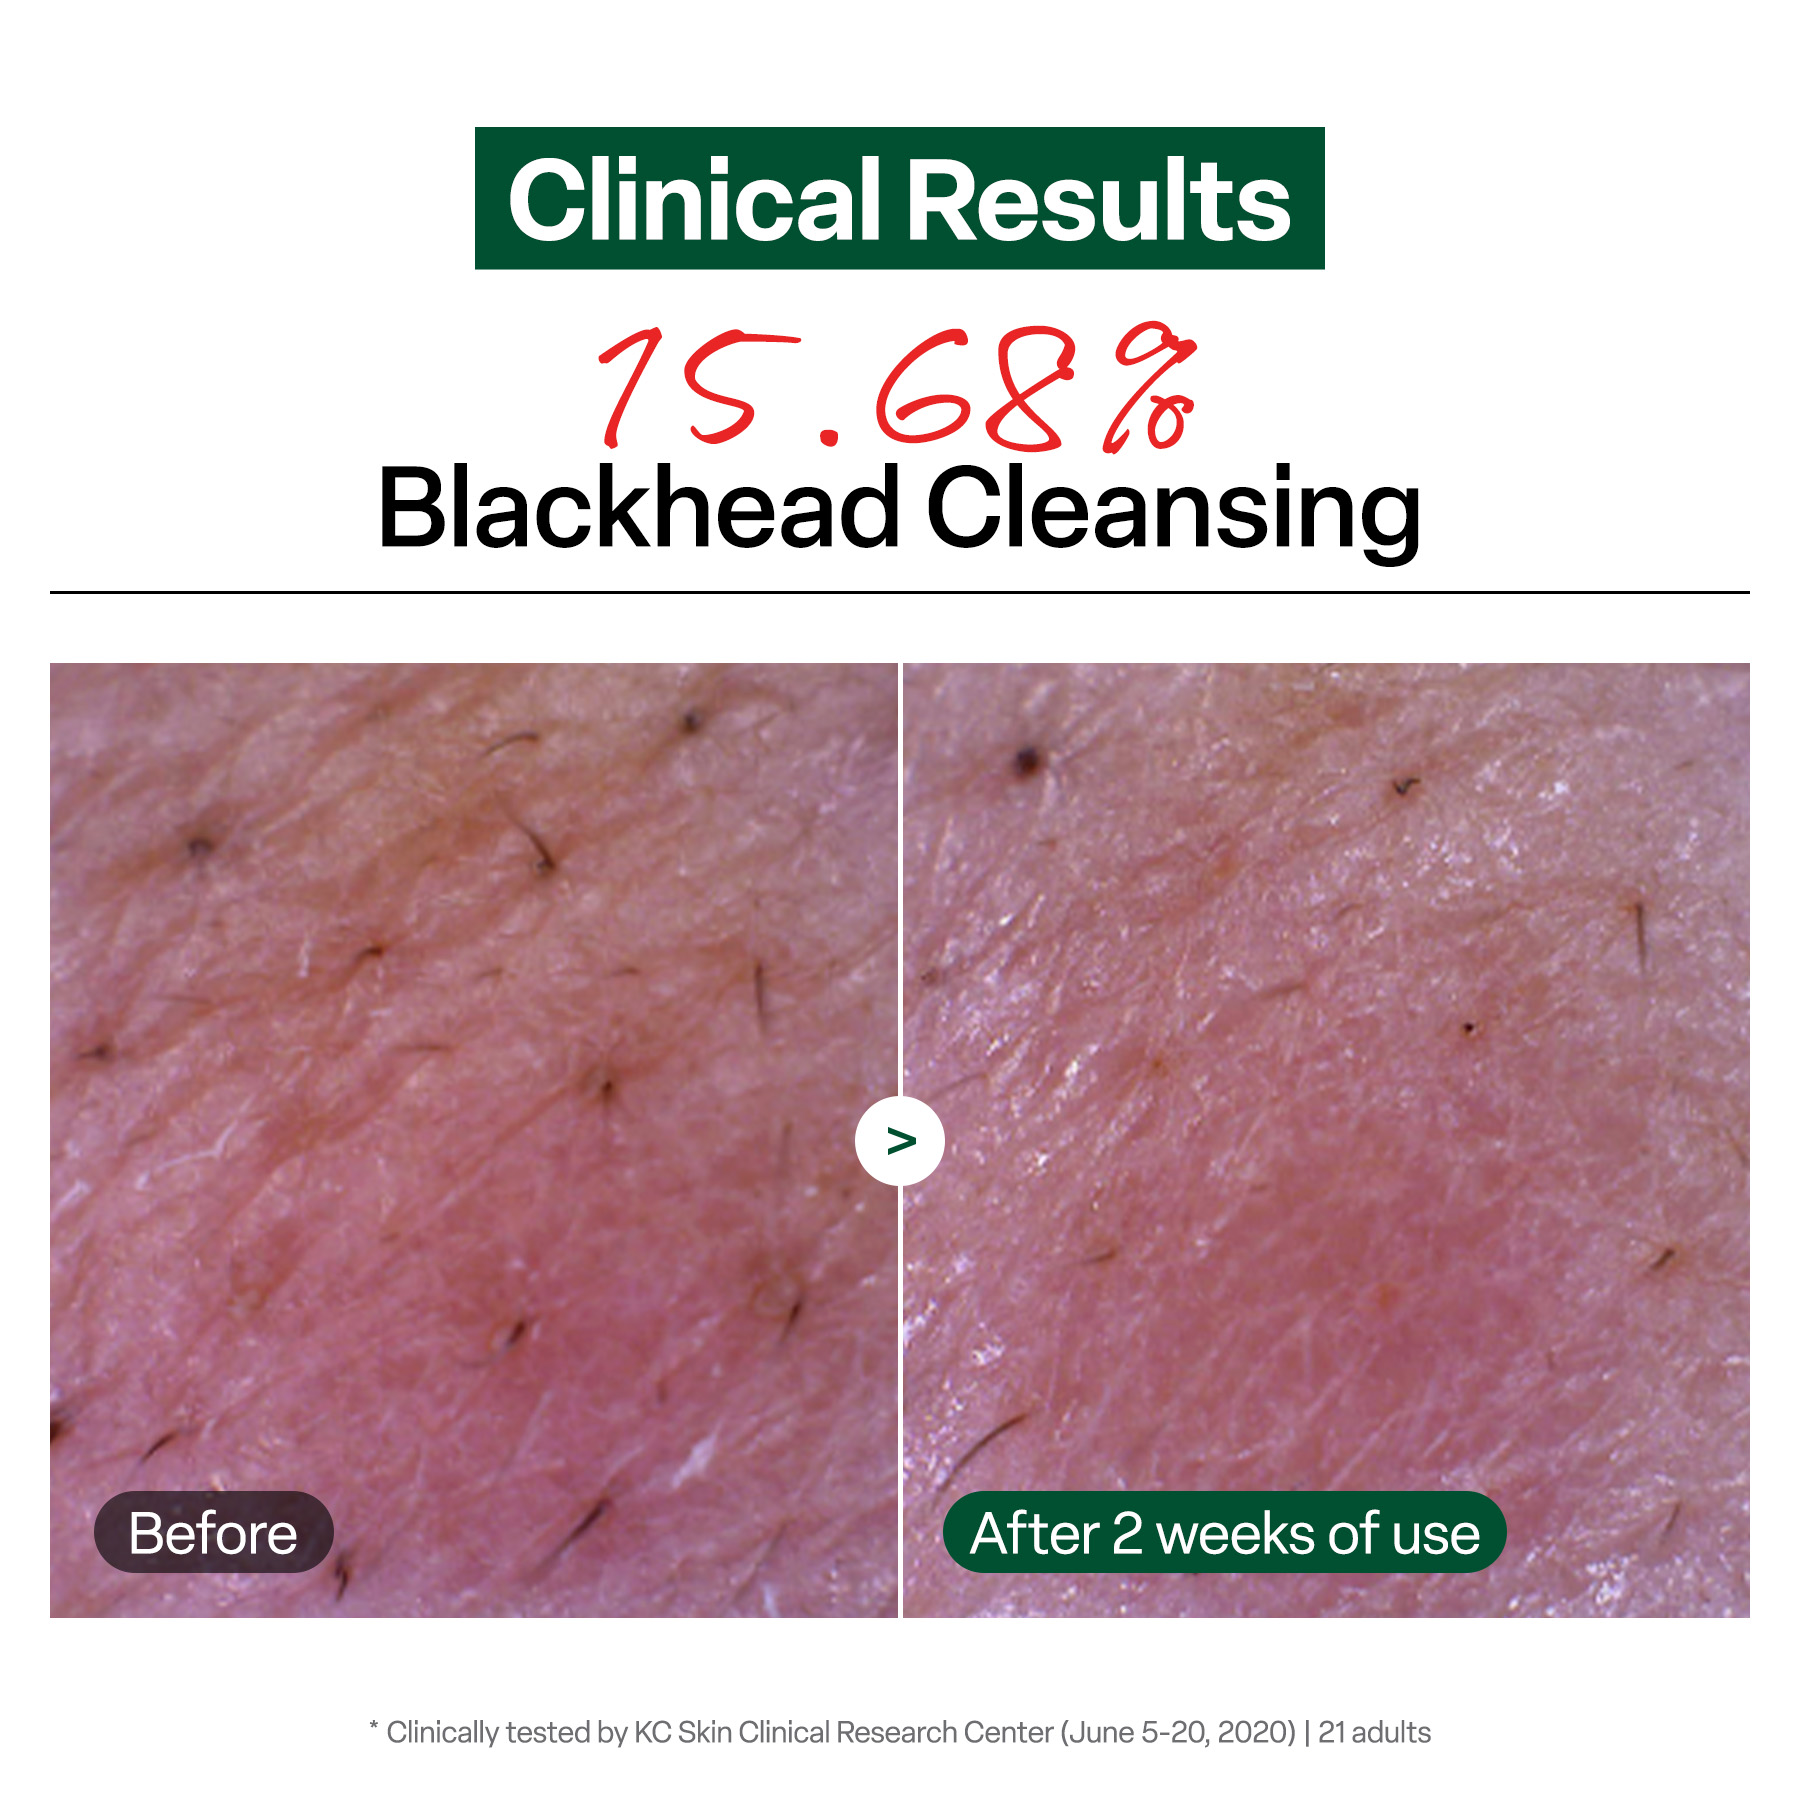 Clinical Results
15.68%
Blackhead Cleansing
>
Before
After 2 weeks of use
* Clinically tested by KC Skin Clinical Research Center (June 5-20, 2020) | 21 adults